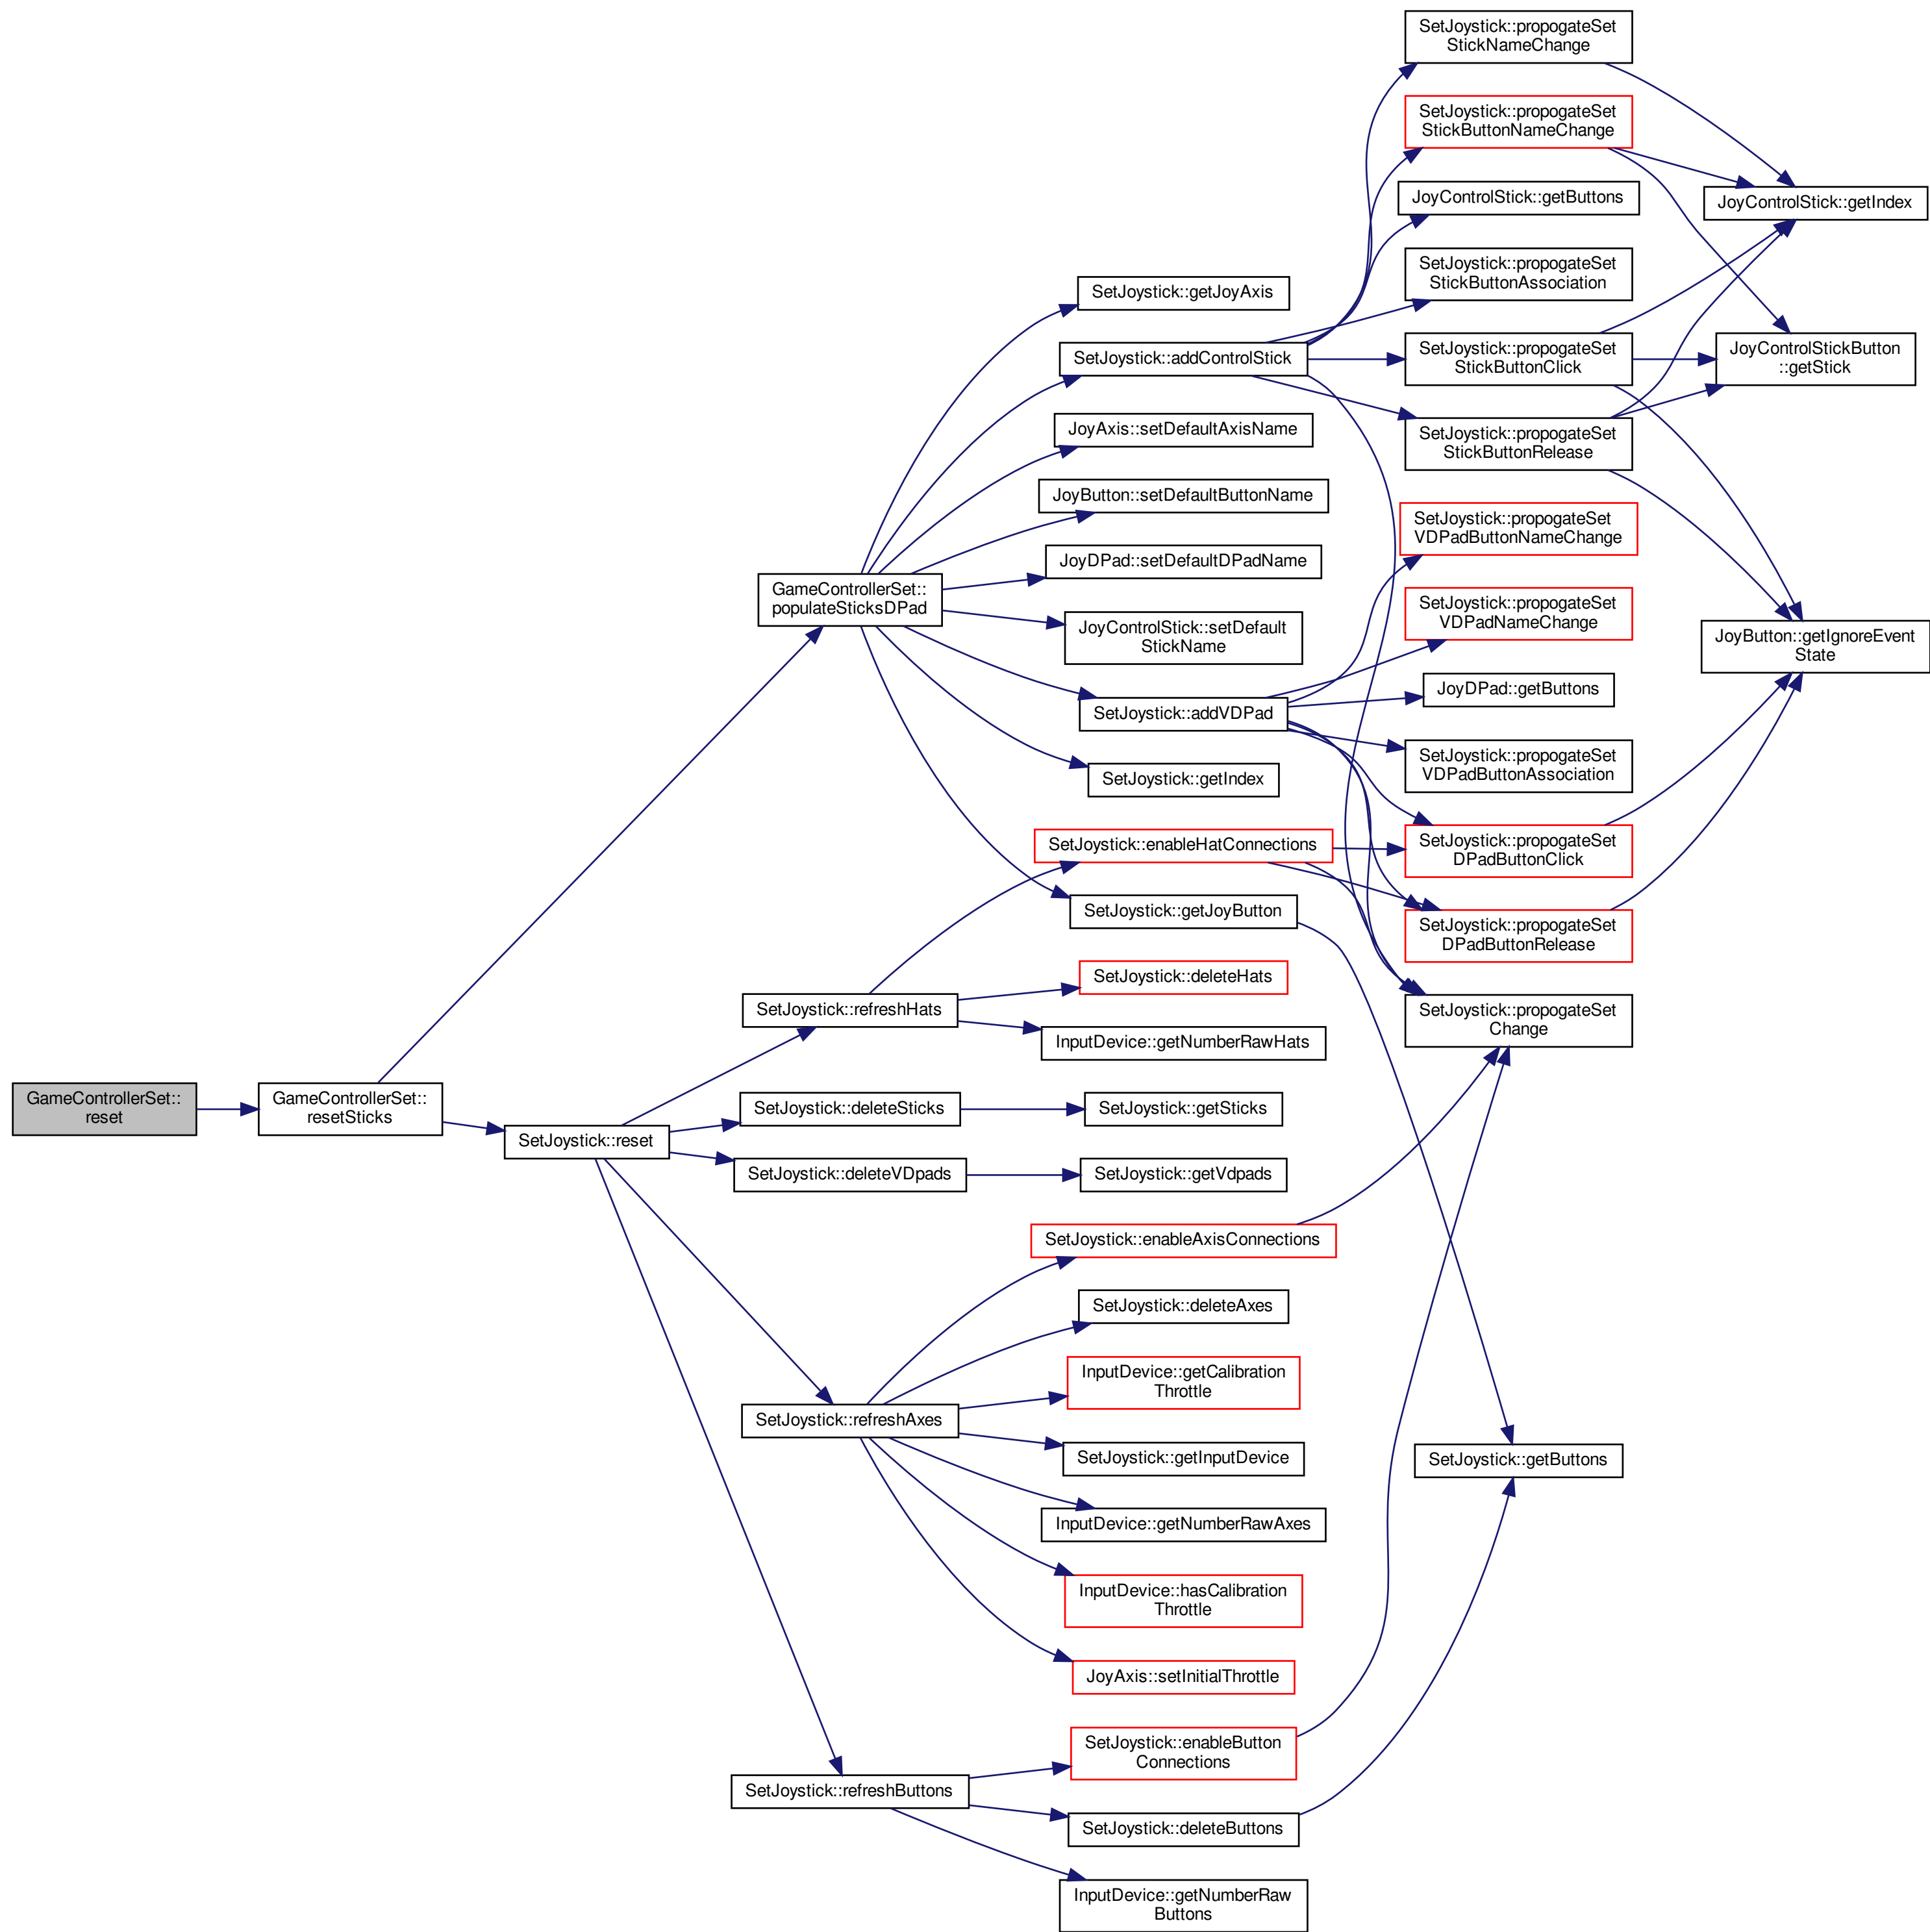 GameControllerSet::
reset
GameControllerSet::
resetSticks
GameControllerSet::
populateSticksDPad
SetJoystick::reset
SetJoystick::refreshHats
SetJoystick::deleteSticks
SetJoystick::deleteVDpads
SetJoystick::refreshAxes
SetJoystick::refreshButtons
SetJoystick::getJoyAxis
SetJoystick::addControlStick
JoyAxis::setDefaultAxisName
JoyButton::setDefaultButtonName
JoyDPad::setDefaultDPadName
JoyControlStick::setDefault
StickName
SetJoystick::addVDPad
SetJoystick::getIndex
SetJoystick::enableHatConnections
SetJoystick::getJoyButton
SetJoystick::deleteHats
InputDevice::getNumberRawHats
SetJoystick::getSticks
SetJoystick::getVdpads
SetJoystick::enableAxisConnections
SetJoystick::deleteAxes
InputDevice::getCalibration
Throttle
SetJoystick::getInputDevice
InputDevice::getNumberRawAxes
InputDevice::hasCalibration
Throttle
JoyAxis::setInitialThrottle
SetJoystick::enableButton
Connections
SetJoystick::deleteButtons
InputDevice::getNumberRaw
Buttons
SetJoystick::propogateSet
StickNameChange
SetJoystick::propogateSet
StickButtonNameChange
JoyControlStick::getButtons
SetJoystick::propogateSet
StickButtonAssociation
SetJoystick::propogateSet
StickButtonClick
SetJoystick::propogateSet
StickButtonRelease
SetJoystick::propogateSet
VDPadButtonNameChange
SetJoystick::propogateSet
VDPadNameChange
JoyDPad::getButtons
SetJoystick::propogateSet
VDPadButtonAssociation
SetJoystick::propogateSet
DPadButtonClick
SetJoystick::propogateSet
DPadButtonRelease
SetJoystick::propogateSet
Change
SetJoystick::getButtons
JoyControlStick::getIndex
JoyControlStickButton
::getStick
JoyButton::getIgnoreEvent
State